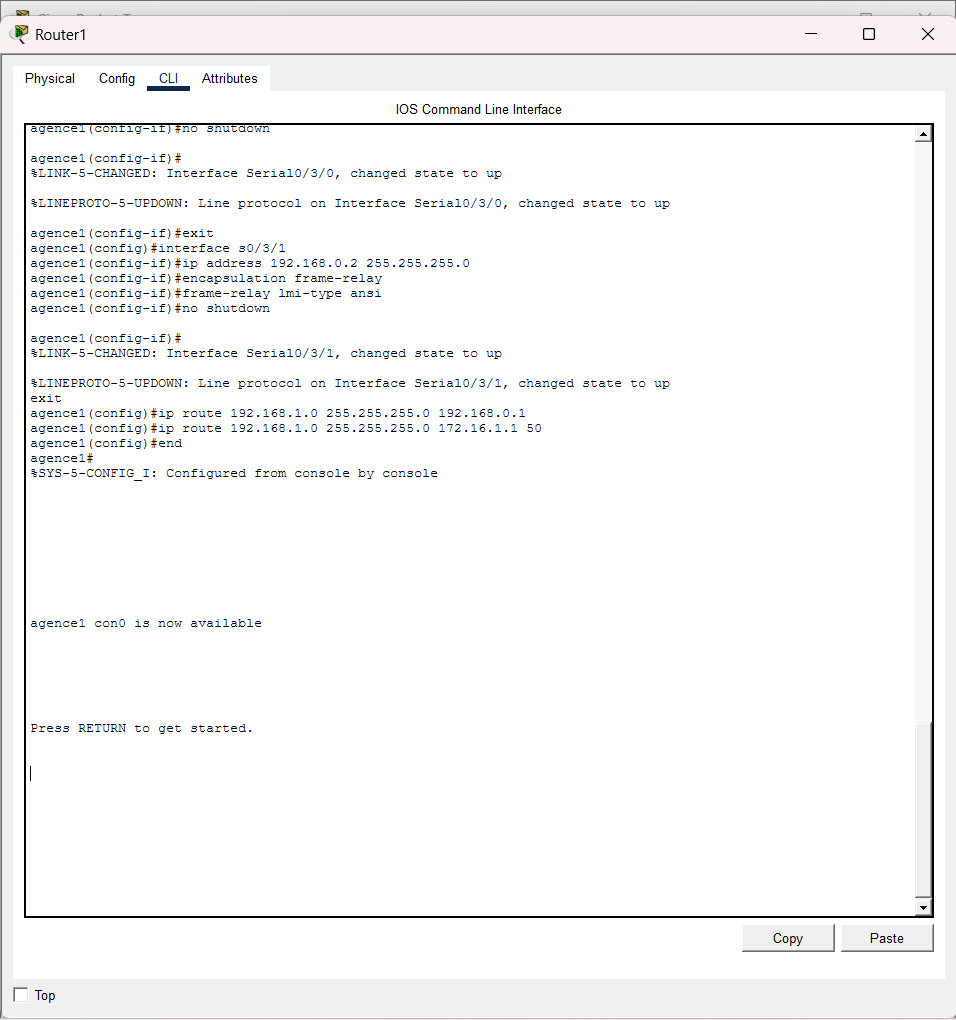 Router1
Physical Config CLI Attributes
IOS Command Line Interface
agence1(config-if)#no shutdown
agence1(config-if)#
%LINK-5-CHANGED: Interface Serial0/3/0, changed state to up
%LINEPROTO-5-UPDOWN: Line protocol on Interface Serial0/3/0, changed state to up
agence1(config-if)#exit
agence1(config)#interface s0/3/1
agence1(config-if)#ip address 192.168.0.2 255.255.255.0
agence1(config-if)#encapsulation frame-relay
agence1(config-if)#frame-relay lmi-type ansi
agence1(config-if)#no shutdown
agence1(config-if)#
%LINK-5-CHANGED: Interface Serial0/3/1, changed state to up
%LINEPROTO-5-UPDOWN: Line protocol on Interface Serial0/3/1, changed state to up
exit
agence1(config)#ip route 192.168.1.0 255.255.255.0 192.168.0.1
agence1(config)#ip route 192.168.1.0 255.255.255.0 172.16.1.1 50
agence1(config)#end
agence1#
%SYS-5-CONFIG_I: Configured from console by console
agence1 con0 is now available
Press RETURN to get started.
Copy Paste
Top